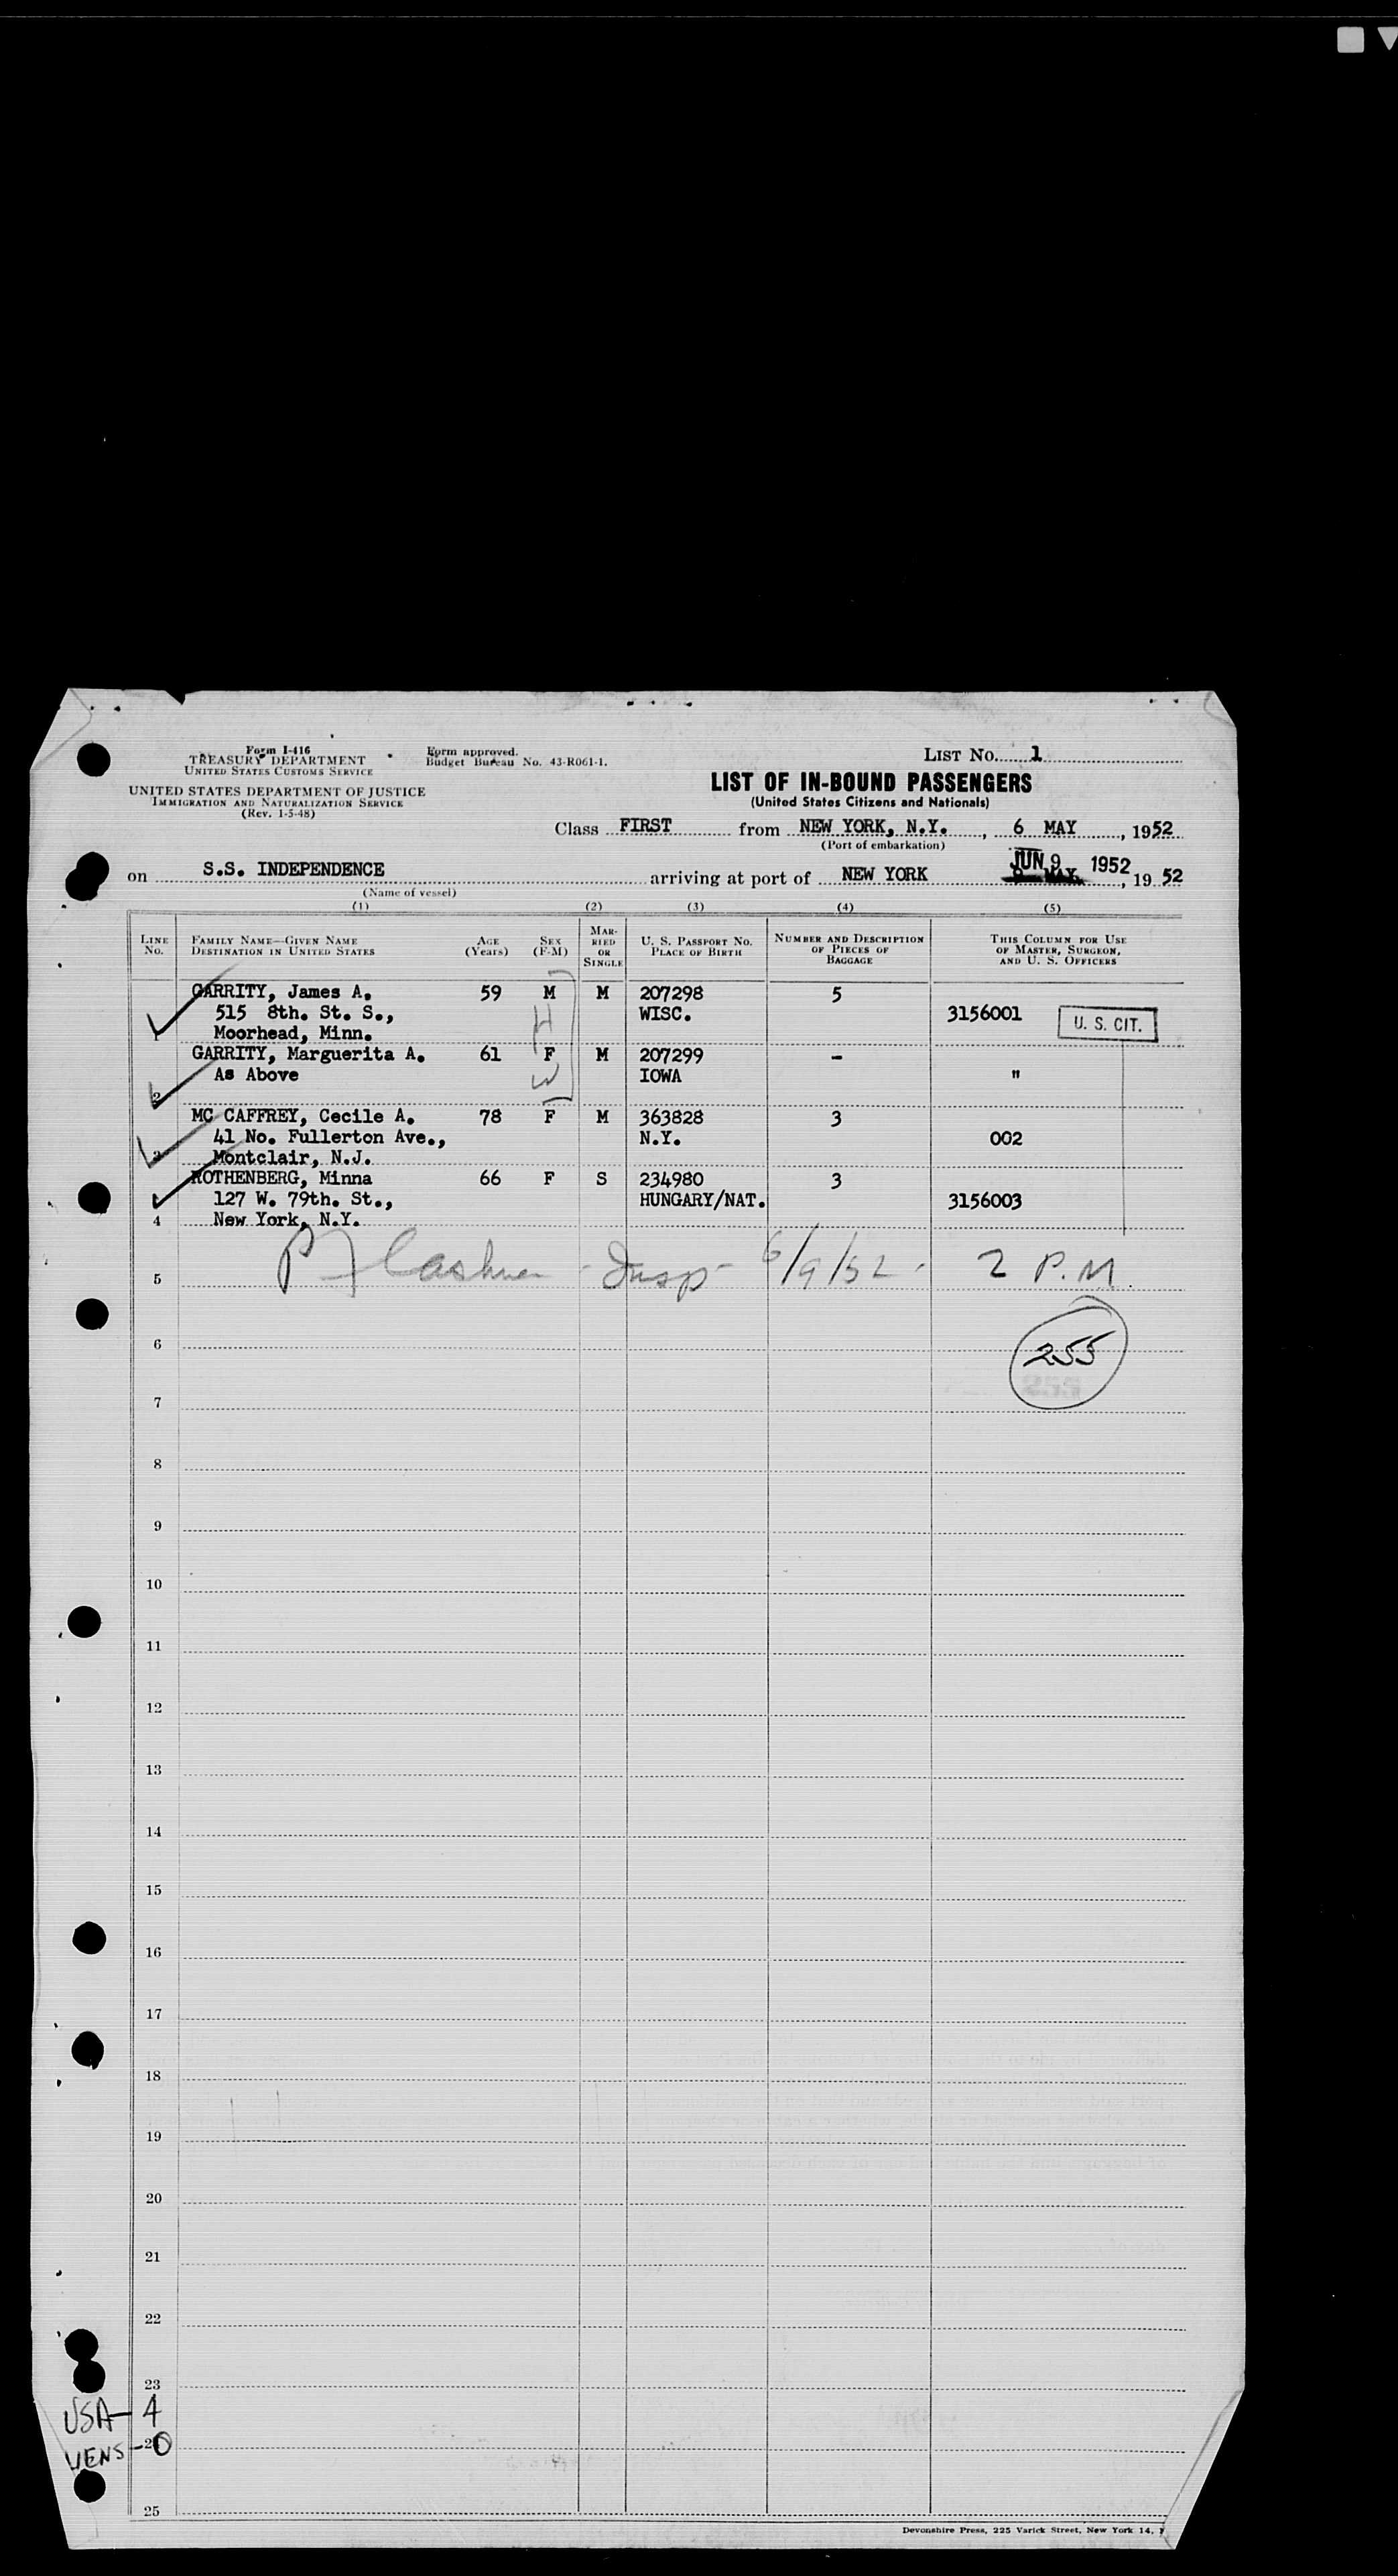 Form I-416
TREASURY DEPARTMENT
UNITED STATES CUSTOMS SERVICE
UNITED STATES DEPARTMENT OF JUSTICE
IMMIGRATION AND NATURALIZATION SERVICE
(Rev. 1-5-48)
Form approved.
Budget Bureau No. 43-R061-1.
LIST No. 1
LIST OF IN-BOUND PASSENGERS
(United States Citizens and Nationals)
Class FIRST from NEW YORK, N.Y., 6 MAY, 1952
(Port of embarkation)
JUN 9 1952
on S.S. INDEPENDENCE arriving at port of NEW YORK MAY, 19 52
(Name of vessel)
(1) (2) (3) (4) (5)
LINE No. FAMILY NAME—GIVEN NAME DESTINATION IN UNITED STATES AGE (Years) SEX (F-M) MARRIED OR SINGLE U. S. PASSPORT No. PLACE OF BIRTH NUMBER AND DESCRIPTION OF PIECES OF BAGGAGE THIS COLUMN FOR USE OF MASTER, SURGEON, AND U. S. OFFICERS
GARRITY, James A. 59 M M 207298 5
515 8th. St. S., H WISC. 3156001 U. S. CIT.
1 Moorhead, Minn.
GARRITY, Marguerita A. 61 F M 207299 -
As Above W IOWA "
2
MC CAFFREY, Cecile A. 78 F M 363828 3
41 No. Fullerton Ave., N.Y. 002
3 Montclair, N.J.
ROTHENBERG, Minna 66 F S 234980 3
127 W. 79th. St., HUNGARY/NAT. 3156003
4 New York, N.Y.
5 Insp - 6/9/52 - 2 P.M.
255
6
7
8
9
10
11
12
13
14
15
16
17
18
19
20
21
22
23
USA-4
-0
25
Devonshire Press, 225 Varick Street, New York 14,